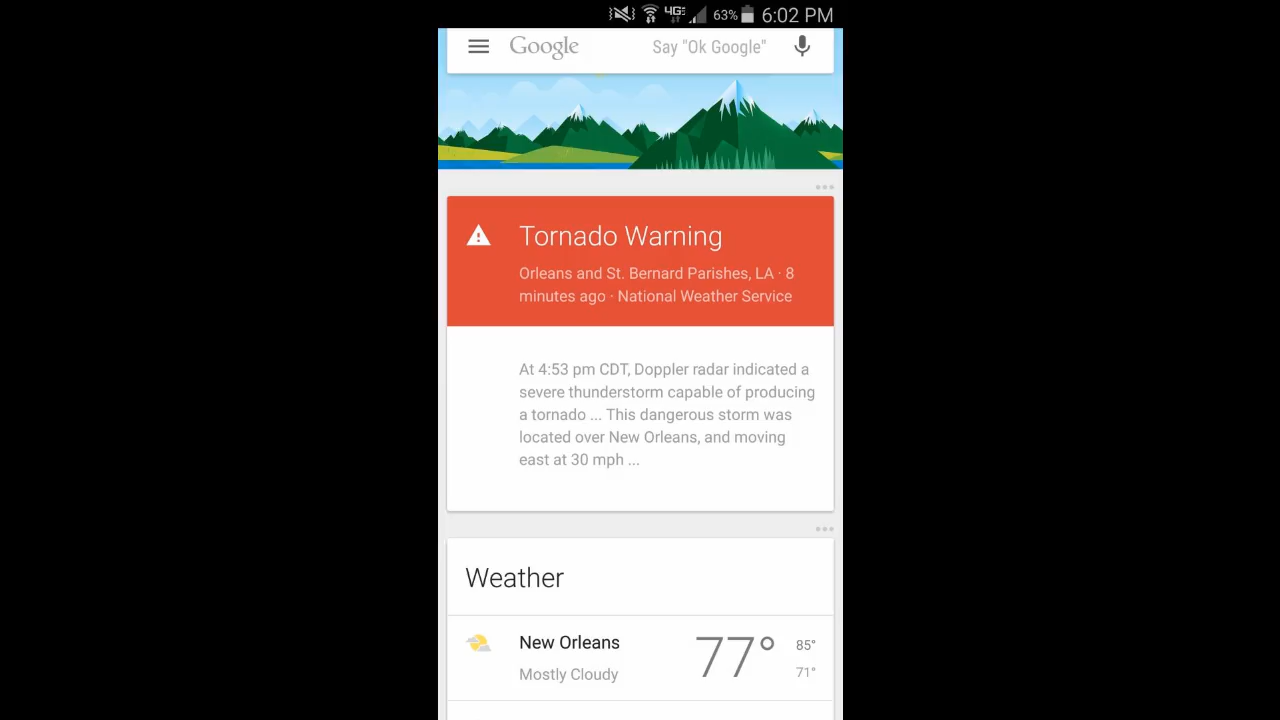 4G 63% 6:02 PM
Google Say "Ok Google"
Tornado Warning
Orleans and St. Bernard Parishes, LA · 8
minutes ago · National Weather Service
At 4:53 pm CDT, Doppler radar indicated a
severe thunderstorm capable of producing
a tornado ... This dangerous storm was
located over New Orleans, and moving
east at 30 mph ...
Weather
New Orleans 77° 85°
Mostly Cloudy 71°